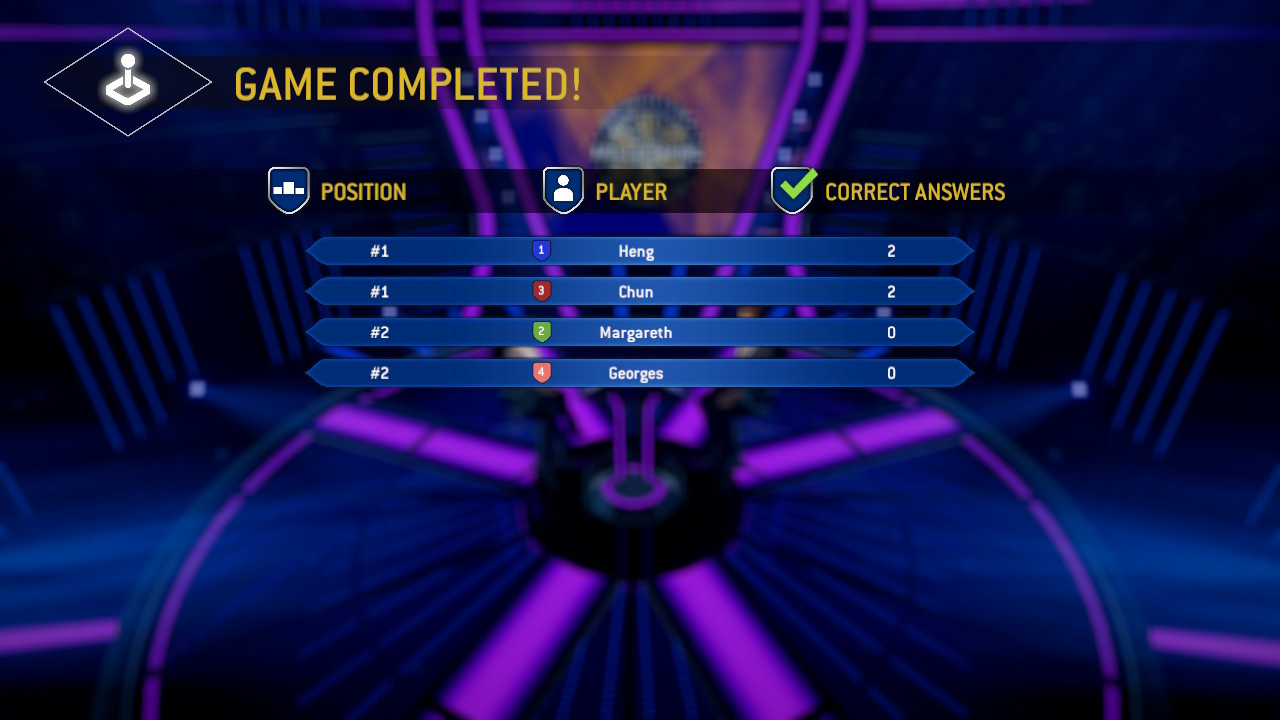 GAME COMPLETED!
POSITION PLAYER CORRECT ANSWERS
#1 1 Heng 2
#1 3 Chun 2
#2 2 Margareth 0
#2 4 Georges 0